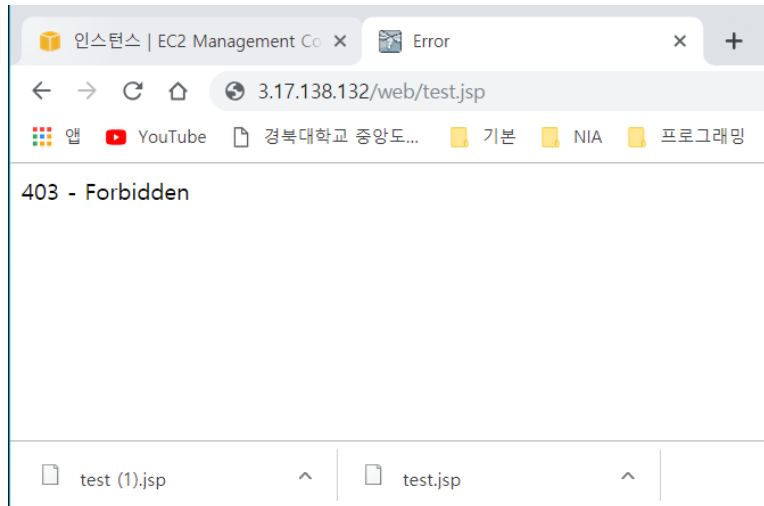 인스턴스 | EC2 Management Co
Error
3.17.138.132/web/test.jsp
앱 YouTube 경북대학교 중앙도... 기본 NIA 프로그래밍
403 - Forbidden
test (1).jsp test.jsp